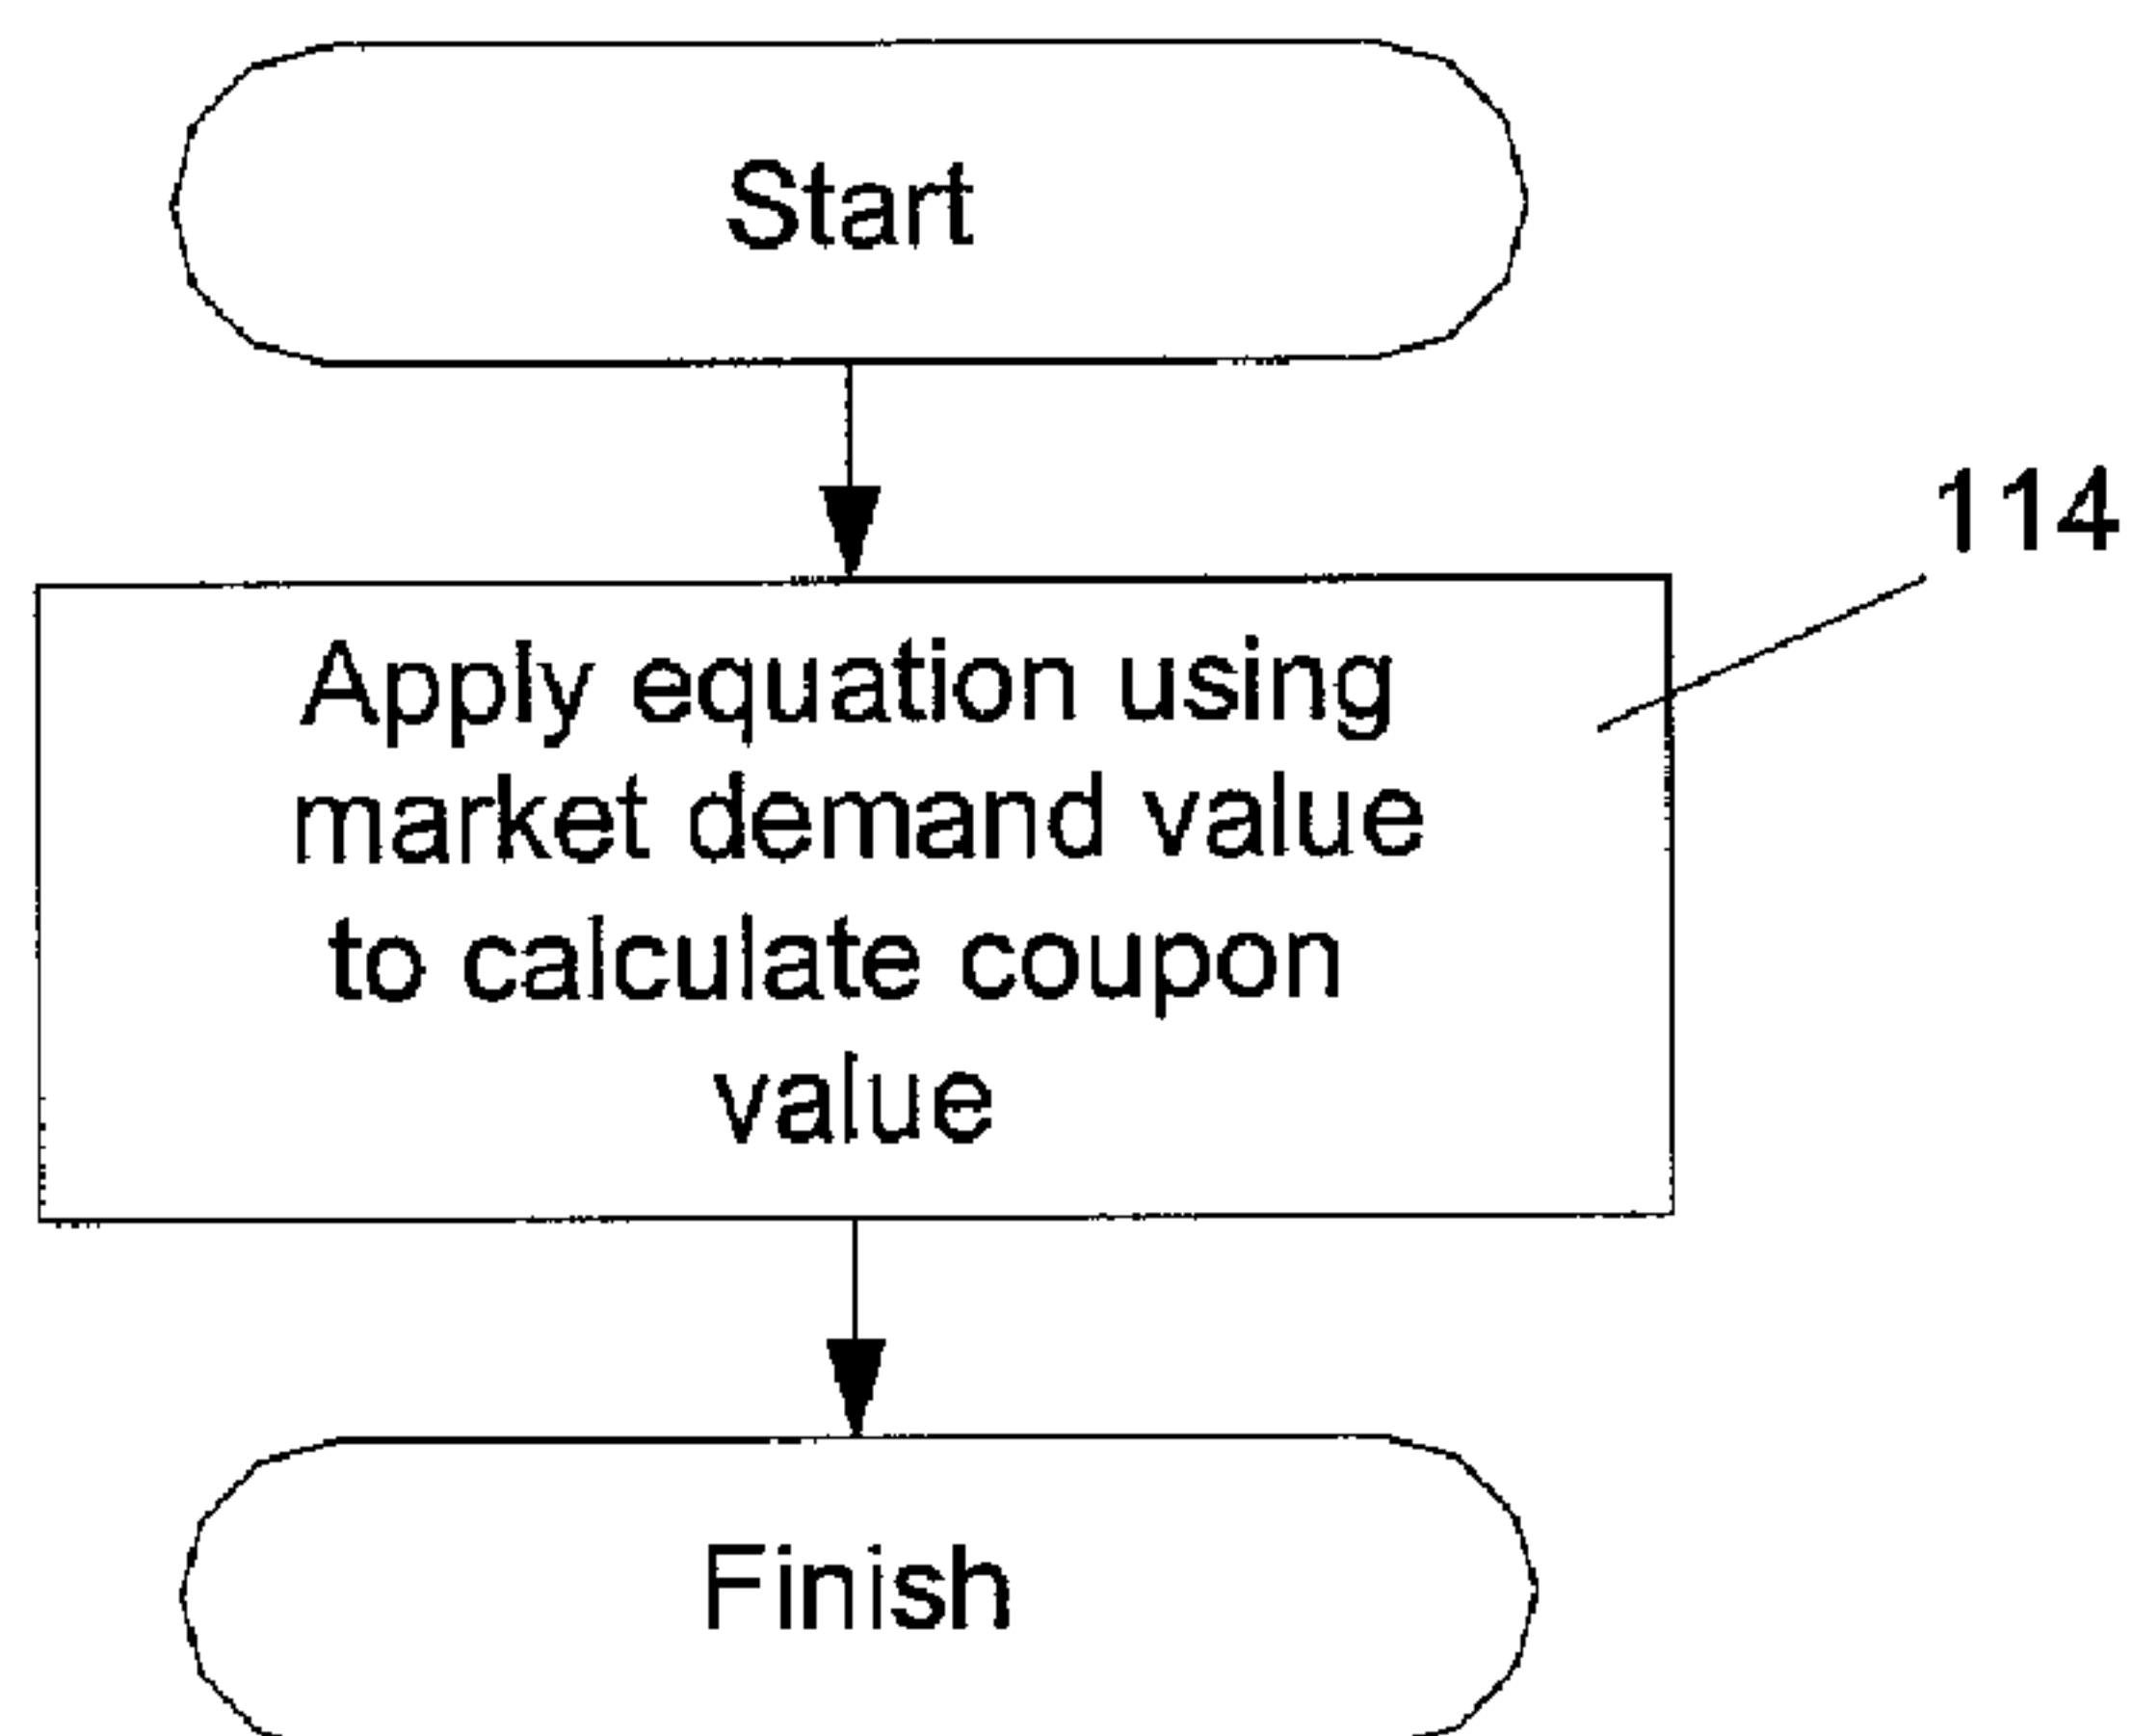 Start
114
Apply equation using
market demand value
to calculate coupon
value
Finish